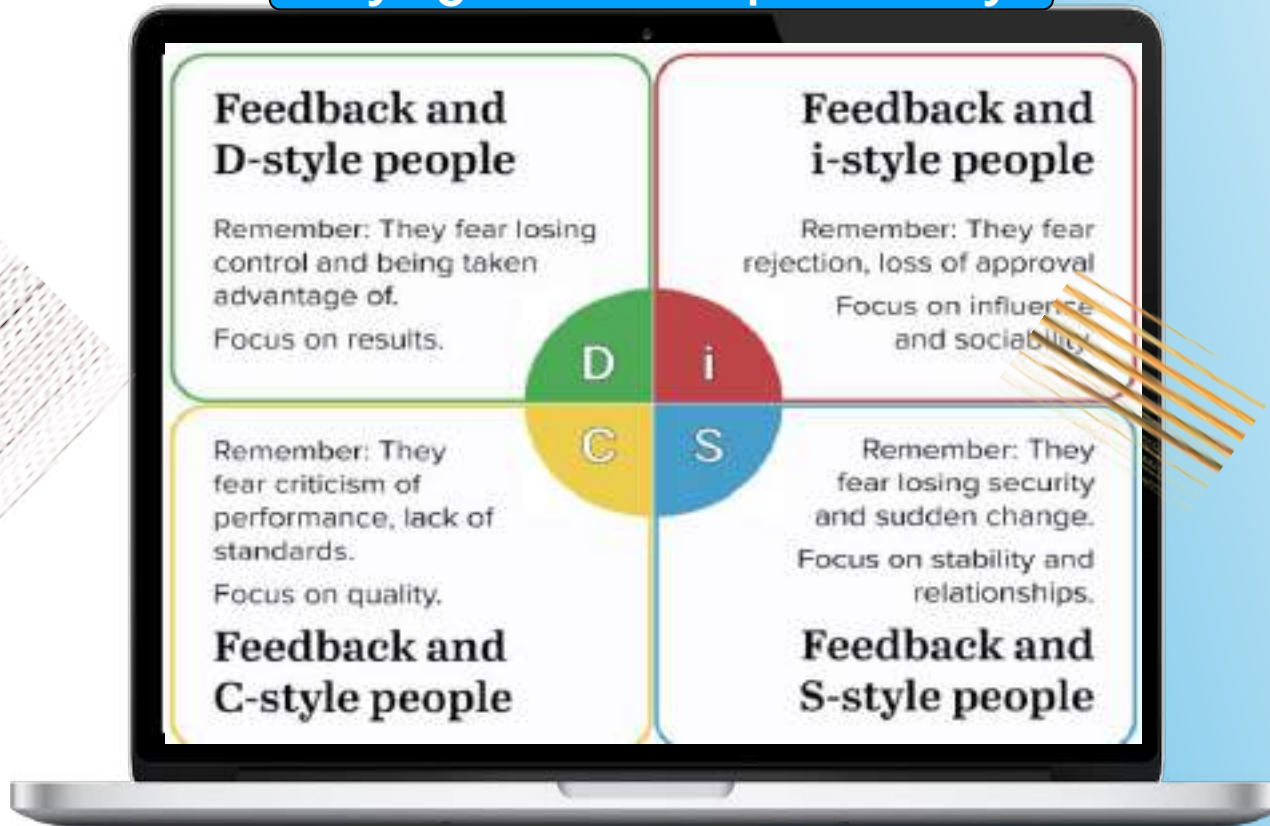 Feedback and
D-style people
Remember: They fear losing
control and being taken
advantage of.
Focus on results.
Feedback and
i-style people
Remember: They fear
rejection, loss of approval
Focus on influence
and sociability.
D
i
C
S
Remember: They
fear criticism of
performance, lack of
standards.
Focus on quality.
Feedback and
C-style people
Remember: They
fear losing security
and sudden change.
Focus on stability and
relationships.
Feedback and
S-style people